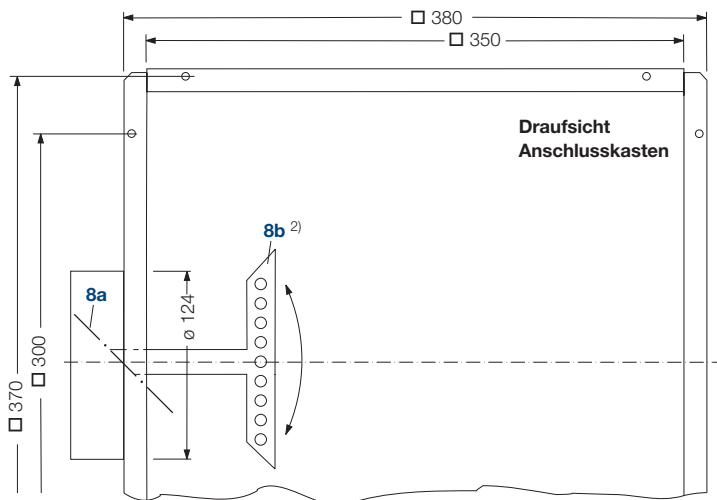 □ 380
□ 350
Draufsicht
Anschlusskasten
8b 2)
8a
ø 124
□ 300
□ 370